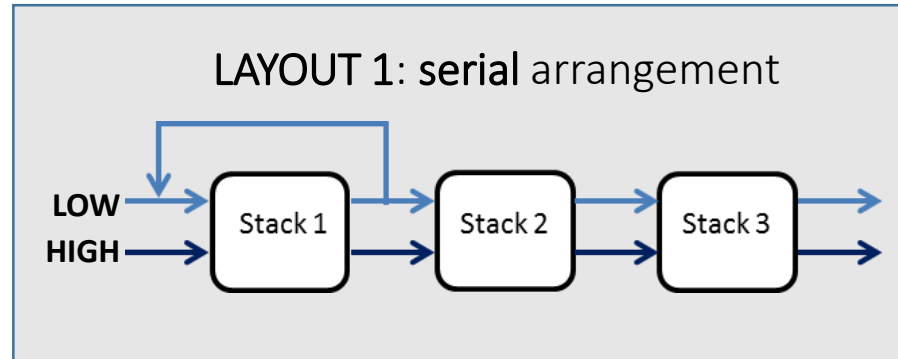 LAYOUT 1: serial arrangement
LOW
HIGH
Stack 1
Stack 2
Stack 3